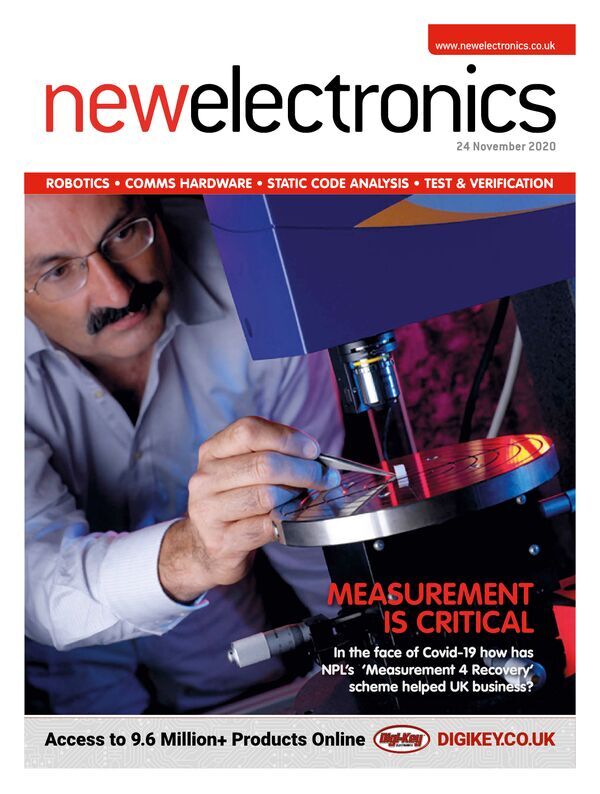 www.newelectronics.co.uk
newelectronics
24 November 2020
ROBOTICS • COMMS HARDWARE • STATIC CODE ANALYSIS • TEST & VERIFICATION
MEASUREMENT
IS CRITICAL
In the face of Covid-19 how has
NPL's 'Measurement 4 Recovery'
scheme helped UK business?
Access to 9.6 Million+ Products Online Digi-Key ELECTRONICS DIGIKEY.CO.UK